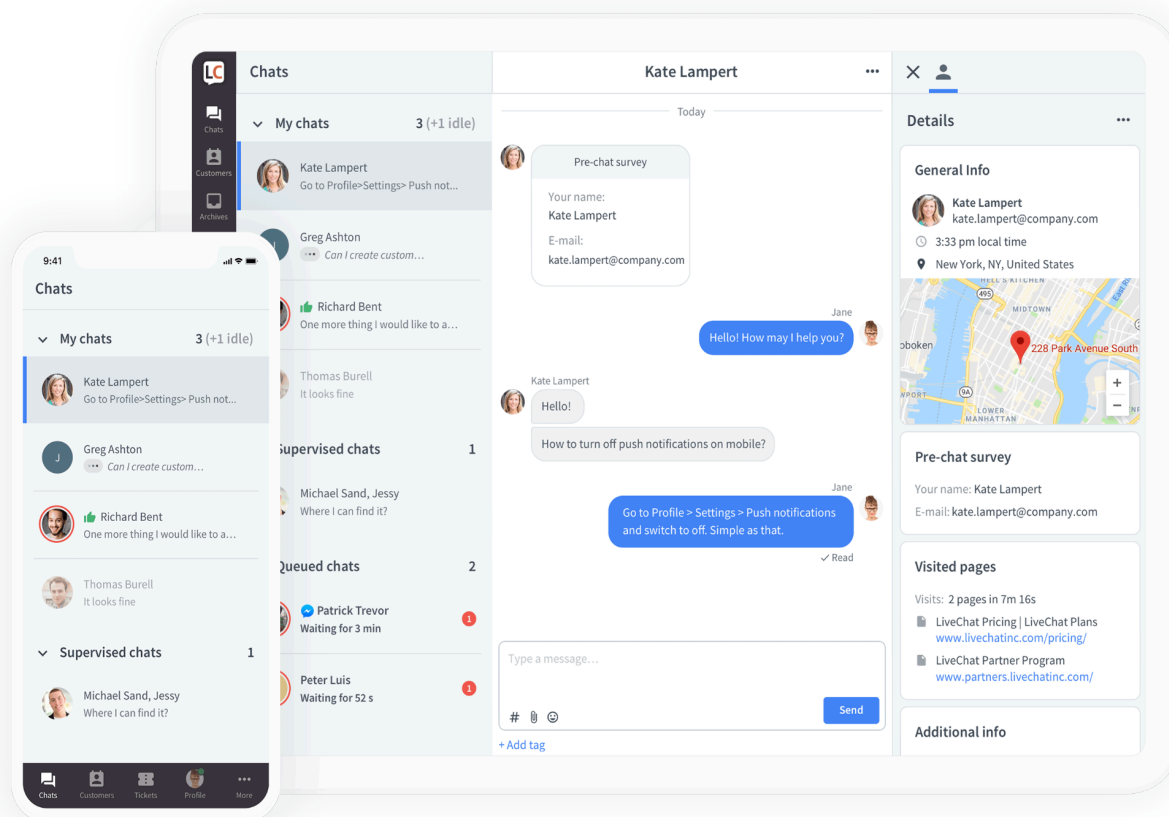 LC
Chats
Customers
Archives
Chats
My chats 3 (+1 idle)
Kate Lampert
Go to Profile>Settings> Push not...
Greg Ashton
Can I create custom...
Richard Bent
One more thing I would like to a...
Thomas Burell
It looks fine
Supervised chats 1
Michael Sand, Jessy
Where I can find it?
Queued chats 2
Patrick Trevor
Waiting for 3 min
1
Peter Luis
Waiting for 52 s
1
Kate Lampert
Today
Pre-chat survey
Your name:
Kate Lampert
E-mail:
kate.lampert@company.com
Jane
Hello! How may I help you?
Kate Lampert
Hello!
How to turn off push notifications on mobile?
Jane
Go to Profile > Settings > Push notifications
and switch to off. Simple as that.
Read
Type a message...
Send
+ Add tag
Details
General Info
Kate Lampert
kate.lampert@company.com
3:33 pm local time
New York, NY, United States
HELL'S KITCHEN
495
MIDTOWN
oboken
228 Park Avenue South
WPORT
9A
LOWER
MANHATTAN
+
−
Pre-chat survey
Your name: Kate Lampert
E-mail: kate.lampert@company.com
Visited pages
Visits: 2 pages in 7m 16s
LiveChat Pricing | LiveChat Plans
www.livechatinc.com/pricing/
LiveChat Partner Program
www.partners.livechatinc.com/
Additional info
9:41
Chats
My chats 3 (+1 idle)
Kate Lampert
Go to Profile>Settings> Push not...
J
Greg Ashton
Can I create custom...
Richard Bent
One more thing I would like to a...
Thomas Burell
It looks fine
Supervised chats 1
Michael Sand, Jessy
Where I can find it?
Chats Customers Tickets Profile More